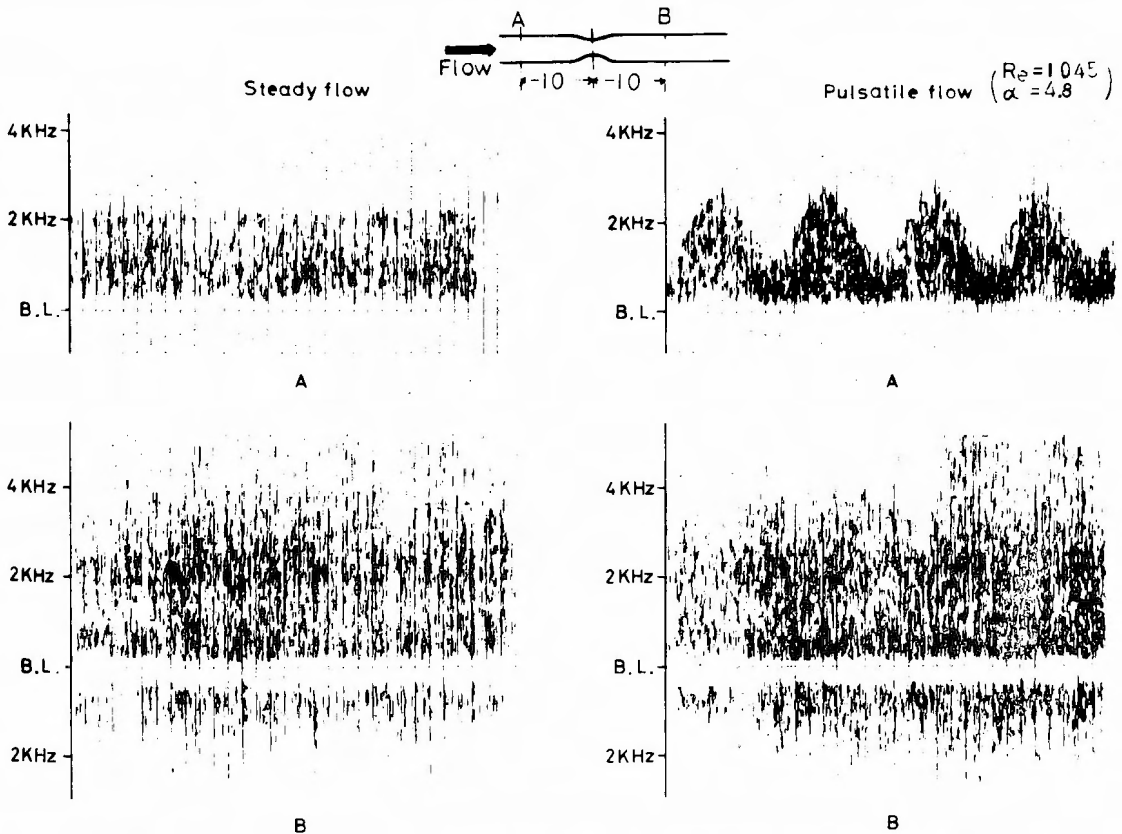 A
B
Flow
-10
-10
Steady flow
Pulsatile flow (Re=1045
α=4.8)
4KHz
2KHz
B.L.
A
4KHz
2KHz
B.L.
A
4KHz
2KHz
B.L.
2KHz
B
4KHz
2KHz
B.L.
2KHz
B